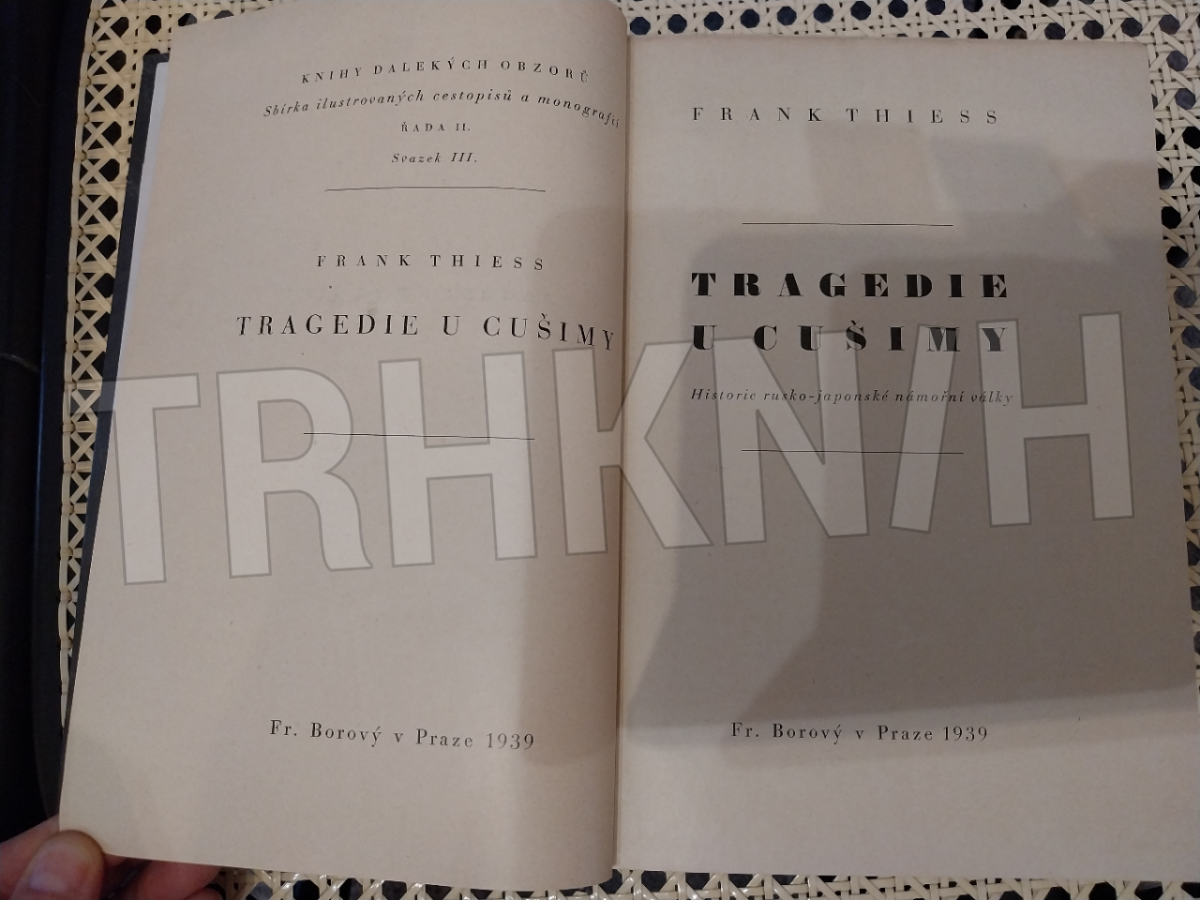 KNIHY DALEKÝCH OBZORŮ
Sbírka ilustrovaných cestopisů a monografií
ŘADA II.
Svazek III.
FRANK THIESS
TRAGEDIE U CUŠIMY
Fr. Borový v Praze 1939
FRANK THIESS
TRAGEDIE
U CUŠIMY
Historie rusko-japonské námořní války
Fr. Borový v Praze 1939
TRHKNIH